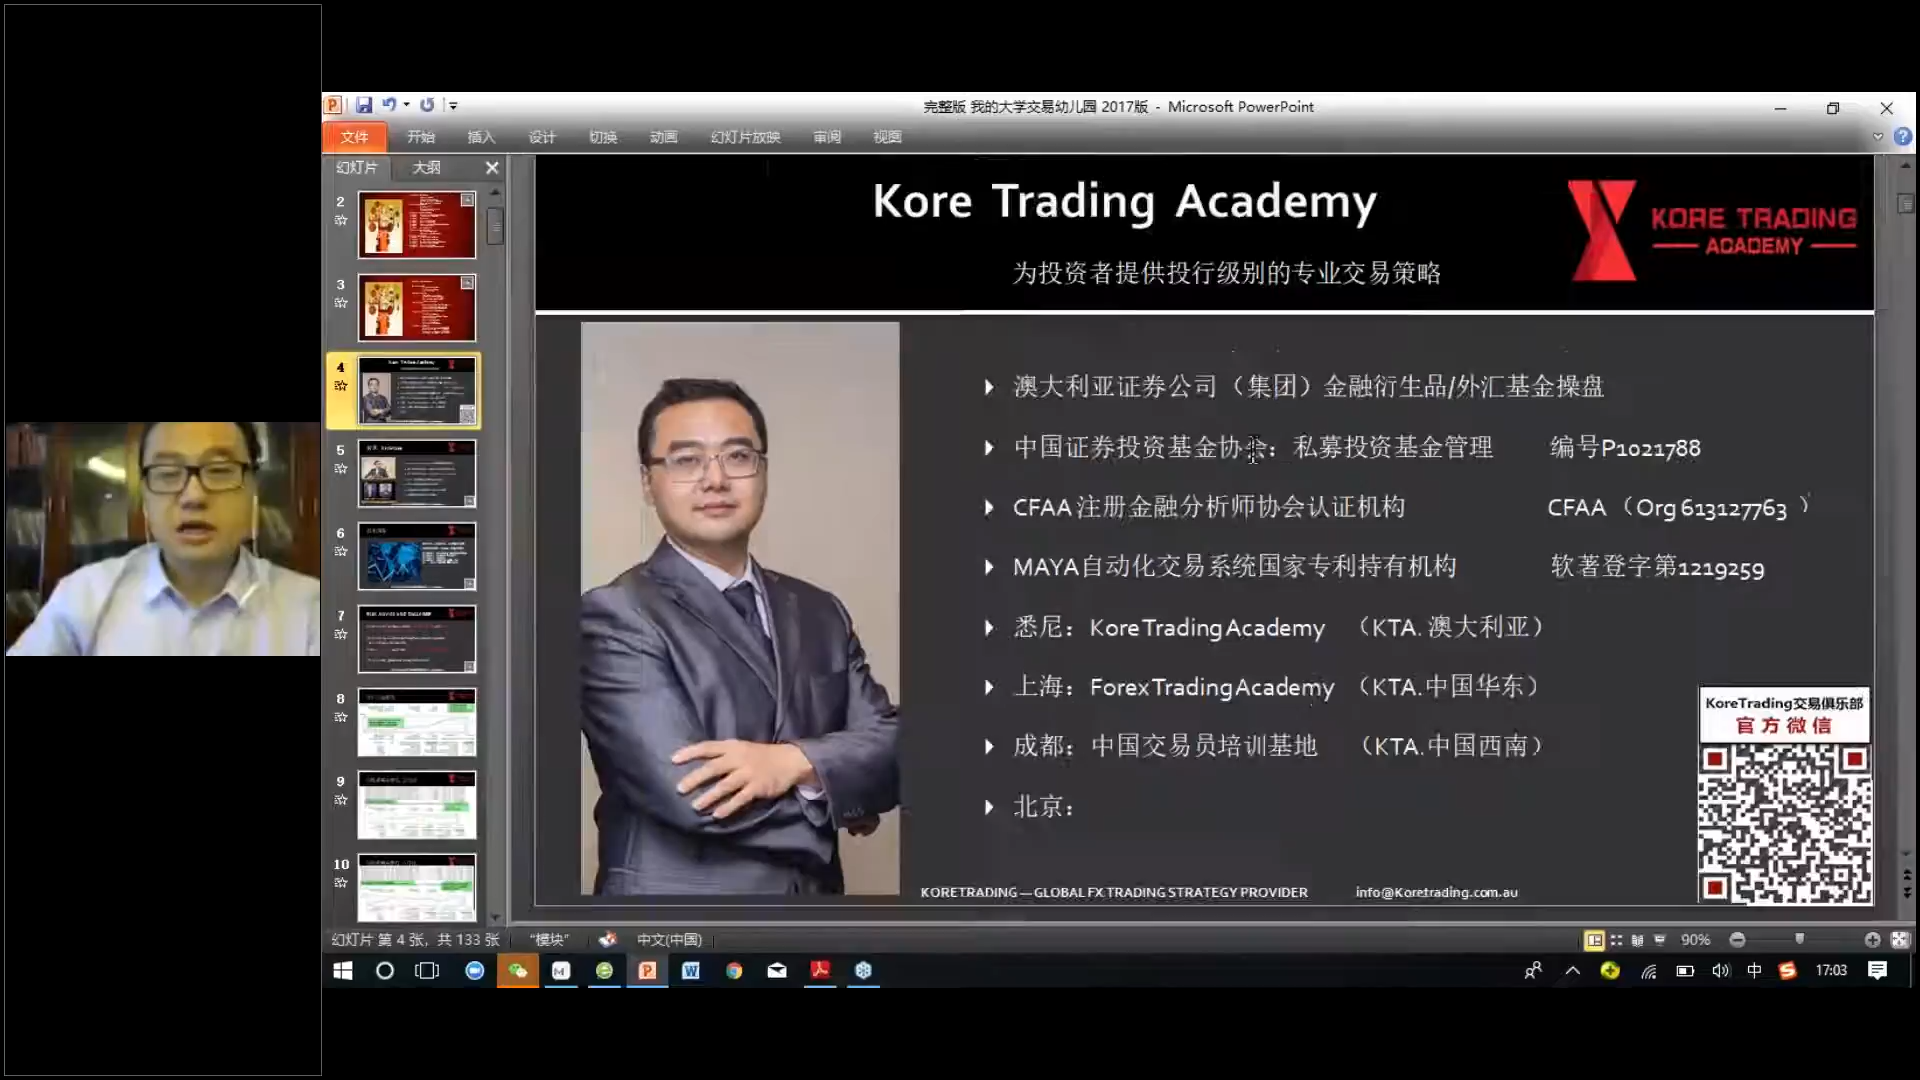 完整版 我的大学交易幼儿园 2017版 - Microsoft PowerPoint
文件 开始 插入 设计 切换 动画 幻灯片放映 审阅 视图
幻灯片 大纲
2
3
4
5
6
7
8
9
10
Kore Trading Academy
为投资者提供投行级别的专业交易策略
KORE TRADING
ACADEMY
澳大利亚证券公司（集团）金融衍生品/外汇基金操盘
中国证券投资基金协会：私募投资基金管理 编号P1021788
CFAA注册金融分析师协会认证机构 CFAA（Org 613127763 ）
MAYA自动化交易系统国家专利持有机构 软著登字第1219259
悉尼：Kore Trading Academy （KTA. 澳大利亚）
上海：Forex Trading Academy （KTA.中国华东）
成都：中国交易员培训基地 （KTA.中国西南）
北京：
KoreTrading交易俱乐部
官方微信
KORETRADING — GLOBAL FX TRADING STRATEGY PROVIDER info@Koretrading.com.au
幻灯片 第 4 张，共 133 张 "模块" 中文(中国) 90%
中 17:03